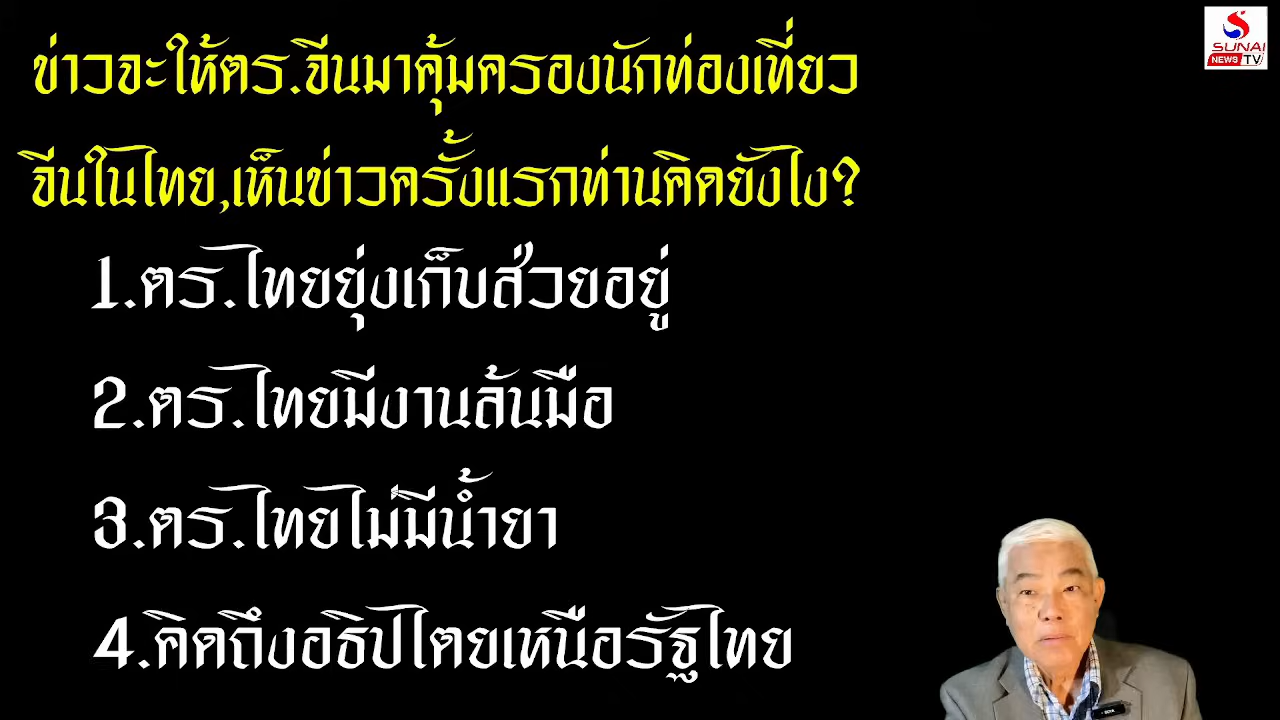 ข่าวจะให้ตร.จีนมาคุ้มครองนักท่องเที่ยว
จีนในไทย,เห็นข่าวครั้งแรกท่านคิดยังไง?
1.ตร.ไทยยุ่งเก็บส่วยอยู่
2.ตร.ไทยมีงานล้นมือ
3.ตร.ไทยไม่มีน้ำยา
4.คิดถึงอธิปไตยเหนือรัฐไทย
SUNAI
NEWS TV